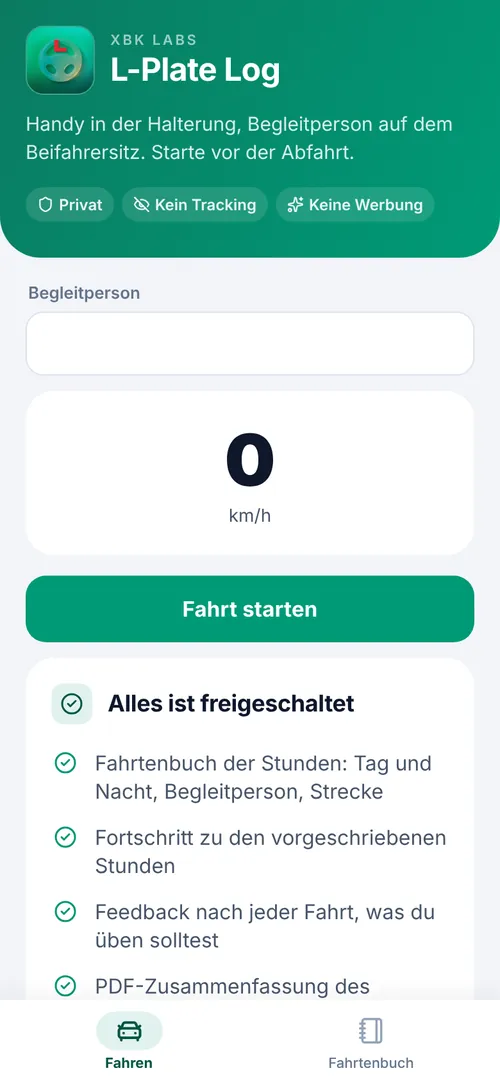 XBK LABS
L-Plate Log
Handy in der Halterung, Begleitperson auf dem
Beifahrersitz. Starte vor der Abfahrt.
Privat
Kein Tracking
Keine Werbung
Begleitperson
0
km/h
Fahrt starten
Alles ist freigeschaltet
Fahrtenbuch der Stunden: Tag und
Nacht, Begleitperson, Strecke
Fortschritt zu den vorgeschriebenen
Stunden
Feedback nach jeder Fahrt, was du
üben solltest
PDF-Zusammenfassung des
Fahren
Fahrtenbuch